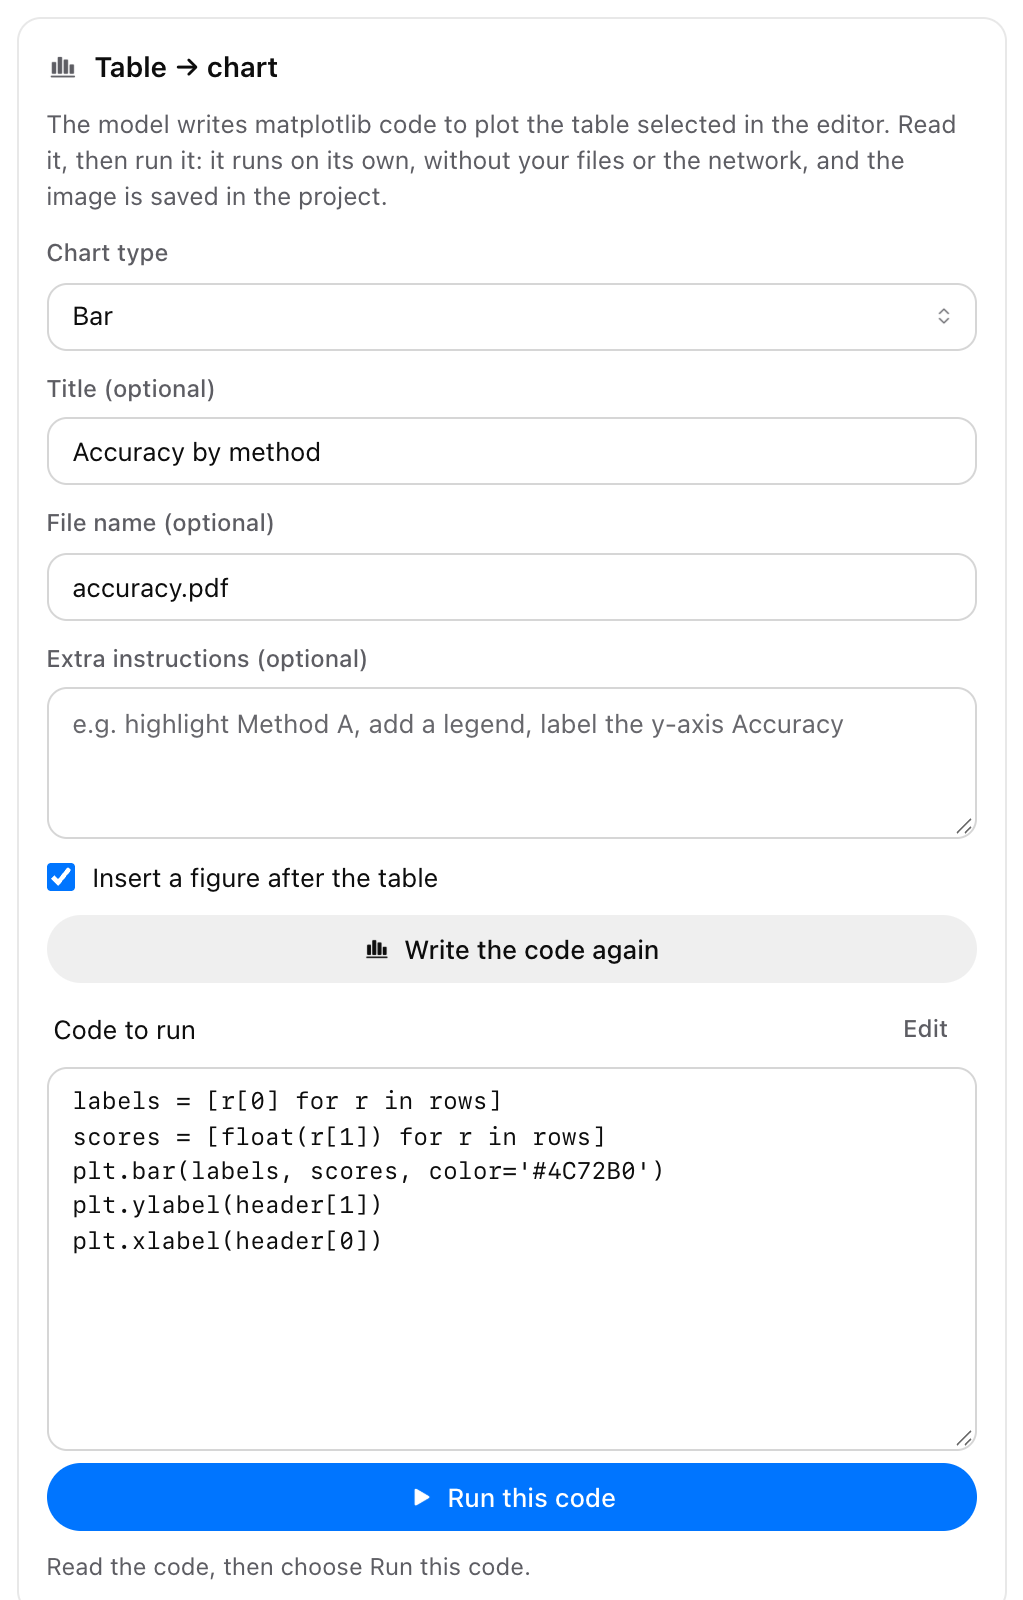 Table → chart
The model writes matplotlib code to plot the table selected in the editor. Read
it, then run it: it runs on its own, without your files or the network, and the
image is saved in the project.
Chart type
Bar
Title (optional)
Accuracy by method
File name (optional)
accuracy.pdf
Extra instructions (optional)
e.g. highlight Method A, add a legend, label the y-axis Accuracy
Insert a figure after the table
Write the code again
Code to run
Edit
labels = [r[0] for r in rows]
scores = [float(r[1]) for r in rows]
plt.bar(labels, scores, color='#4C72B0')
plt.ylabel(header[1])
plt.xlabel(header[0])
Run this code
Read the code, then choose Run this code.